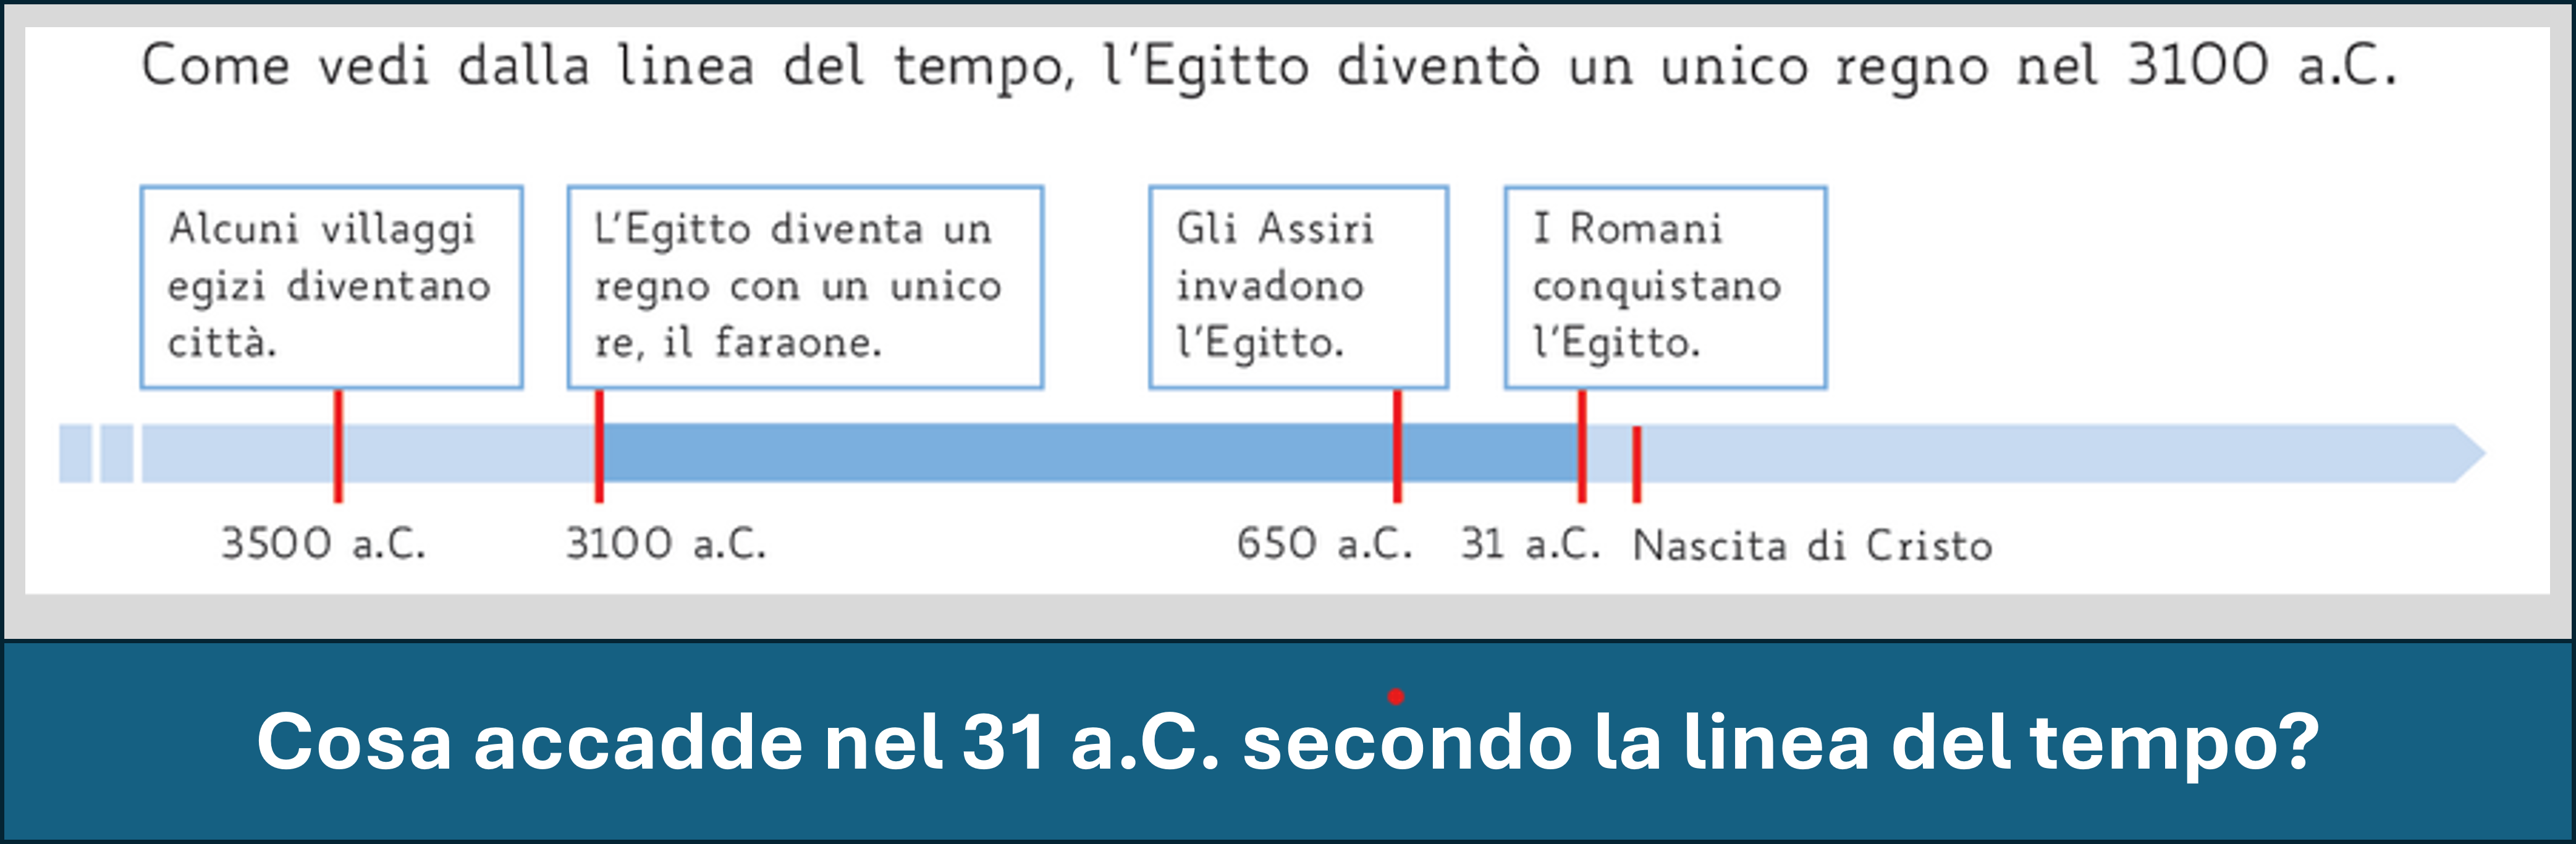 Come vedi dalla linea del tempo, l'Egitto diventò un unico regno nel 3100 a.C.
Alcuni villaggi
egizi diventano
città.
L'Egitto diventa un
regno con un unico
re, il faraone.
Gli Assiri
invadono
l'Egitto.
I Romani
conquistano
l'Egitto.
3500 a.C.
3100 a.C.
650 a.C.
31 a.C.
Nascita di Cristo
Cosa accadde nel 31 a.C. secondo la linea del tempo?